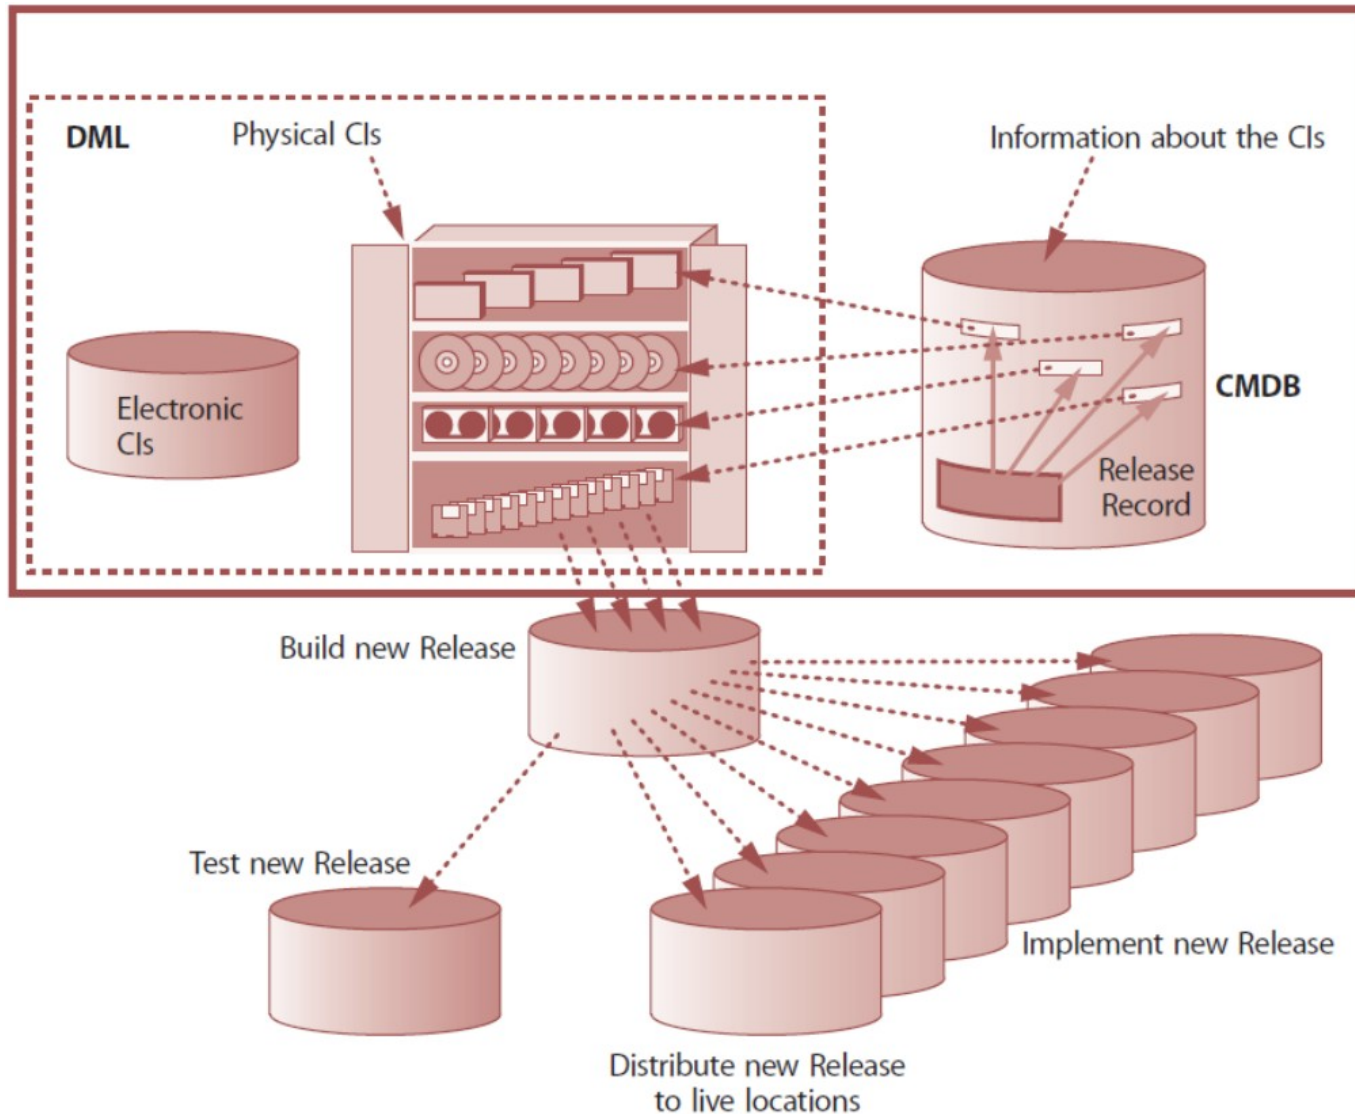 DML
Physical CIs
Information about the CIs
Electronic
CIs
CMDB
Release
Record
Build new Release
Test new Release
Implement new Release
Distribute new Release
to live locations